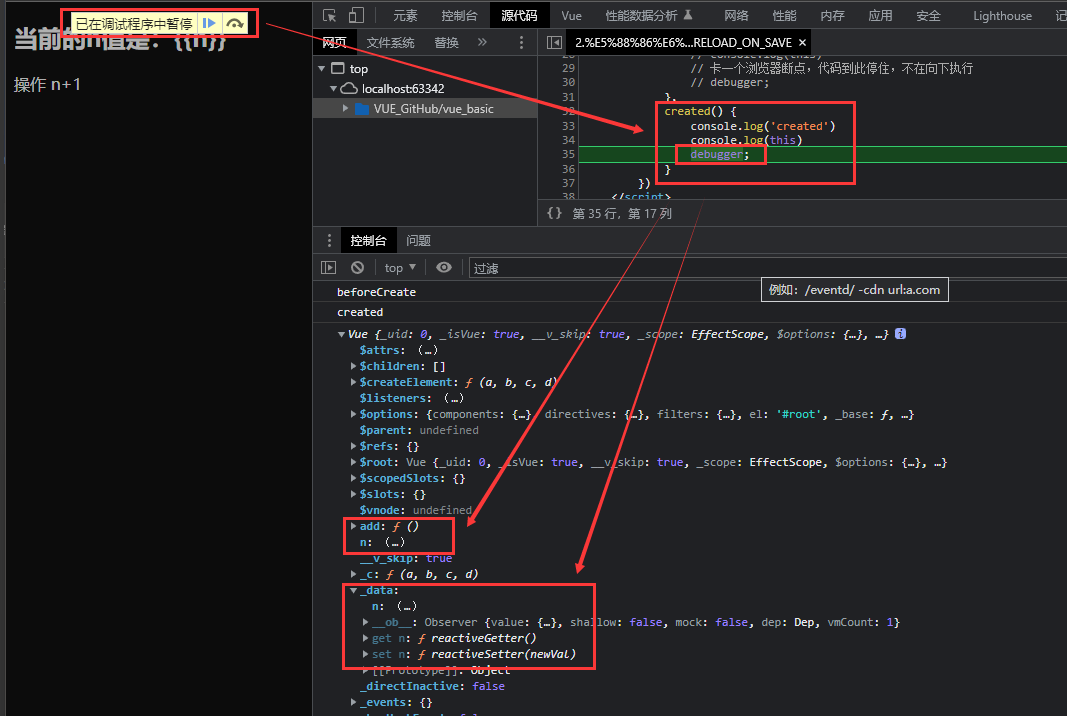 已在调试程序中暂停
当前的n值是：{{n}}
操作 n+1
元素 控制台 源代码 Vue 性能数据分析 网络 性能 内存 应用 安全 Lighthouse 记
网页 文件系统 替换 »
2.%E5%88%86%E6%...RELOAD_ON_SAVE ×
top
localhost:63342
VUE_GitHub/vue_basic
28 // console.log(this)
29 // 卡一个浏览器断点，代码到此停住，不在向下执行
30 // debugger;
31 },
32 created() {
33 console.log('created')
34 console.log(this)
35 debugger;
36 }
37 })
38 </script>
{} 第 35 行，第 17 列
控制台 问题
top ▼ 过滤
例如：/eventd/ -cdn url:a.com
beforeCreate
created
Vue {_uid: 0, _isVue: true, __v_skip: true, _scope: EffectScope, $options: {…}, …} i
$attrs: (…)
$children: []
$createElement: ƒ (a, b, c, d)
$listeners: (…)
$options: {components: {…}, directives: {…}, filters: {…}, el: '#root', _base: ƒ, …}
$parent: undefined
$refs: {}
$root: Vue {_uid: 0, _isVue: true, __v_skip: true, _scope: EffectScope, $options: {…}, …}
$scopedSlots: {}
$slots: {}
$vnode: undefined
add: ƒ ()
n: (…)
__v_skip: true
_c: ƒ (a, b, c, d)
_data:
n: (…)
__ob__: Observer {value: {…}, shallow: false, mock: false, dep: Dep, vmCount: 1}
get n: ƒ reactiveGetter()
set n: ƒ reactiveSetter(newVal)
[[Prototype]]: Object
_directInactive: false
_events: {}